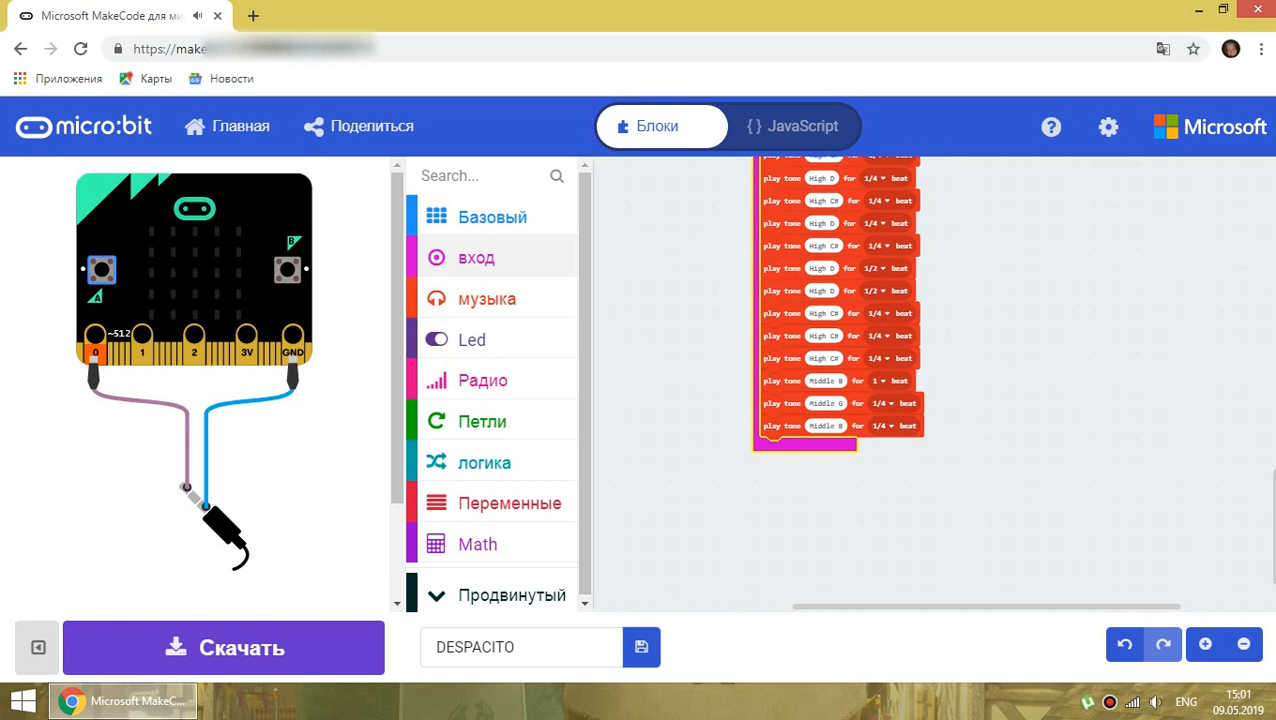 Microsoft MakeCode для ми
https://make
Приложения Карты Новости
micro:bit Главная Поделиться Блоки {} JavaScript ? Microsoft
Search...
Базовый
вход
музыка
Led
Радио
Петли
логика
Переменные
Math
Продвинутый
A
B
~512
0 1 2 3V GND
play tone High D for 1/4 beat
play tone High C# for 1/4 beat
play tone High D for 1/4 beat
play tone High C# for 1/4 beat
play tone High D for 1/2 beat
play tone High D for 1/2 beat
play tone High C# for 1/4 beat
play tone High C# for 1/4 beat
play tone High C# for 1/4 beat
play tone Middle B for 1 beat
play tone Middle G for 1/4 beat
play tone Middle B for 1/4 beat
Скачать
DESPACITO
Microsoft MakeC...
ENG
15:01
09.05.2019